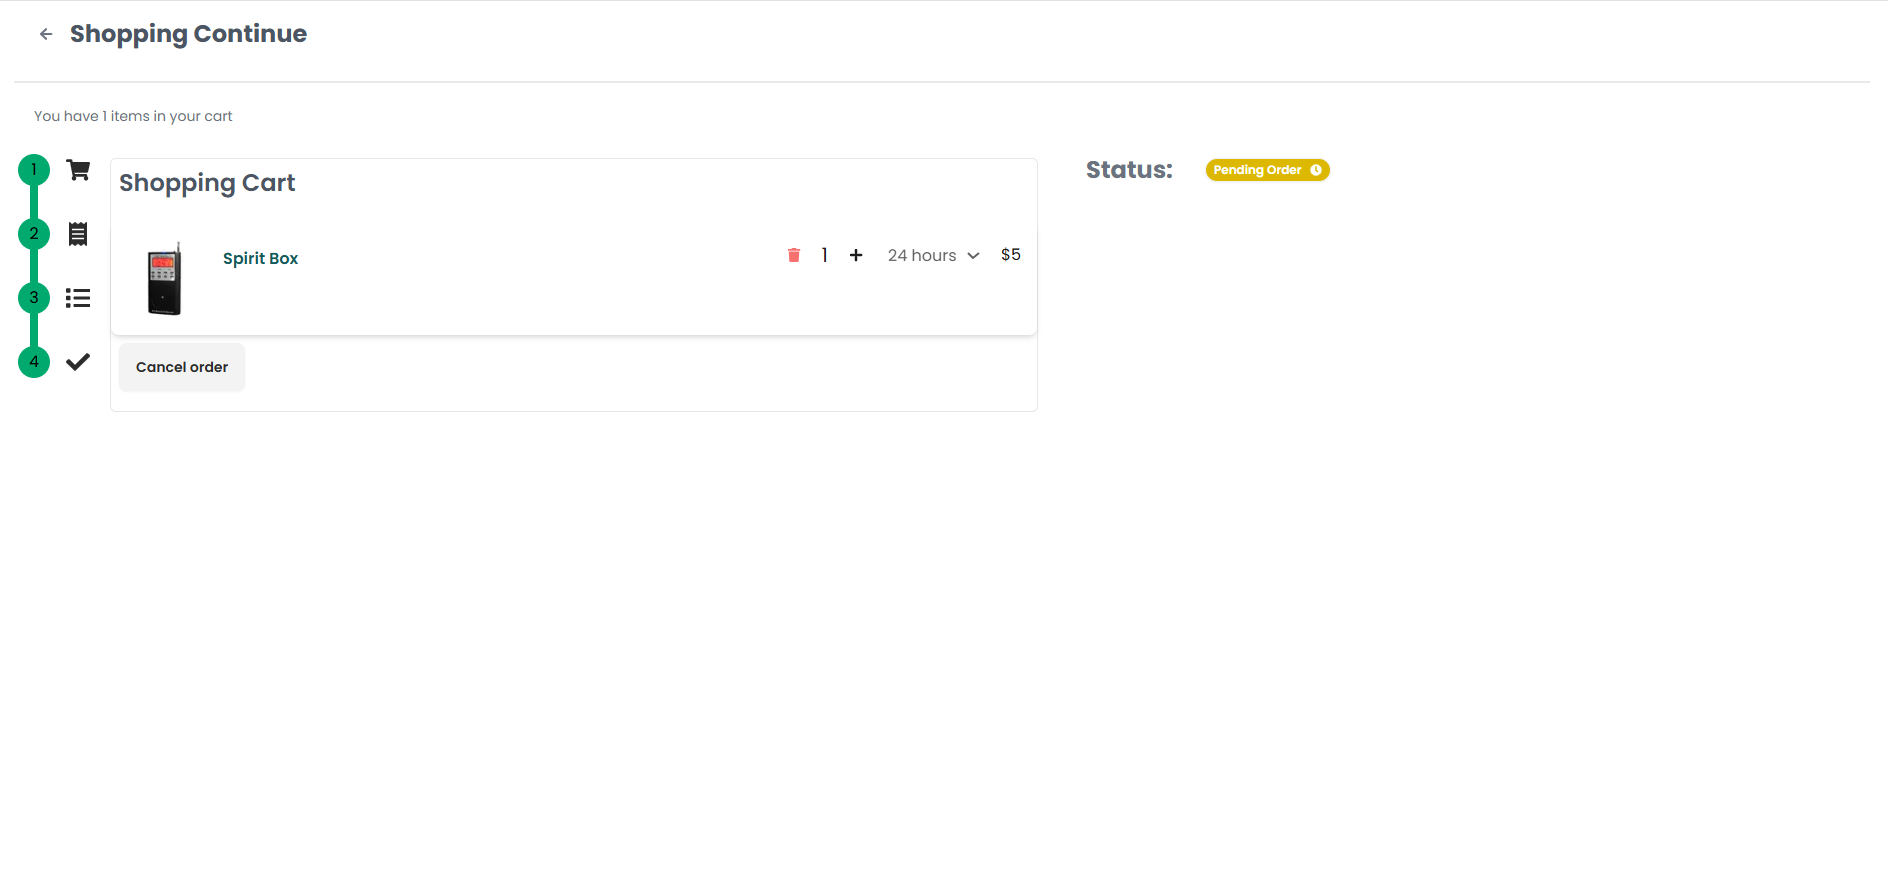 Shopping Continue
You have 1 items in your cart
1
2
3
4
Shopping Cart
Spirit Box
1
24 hours
$5
Cancel order
Status:
Pending Order